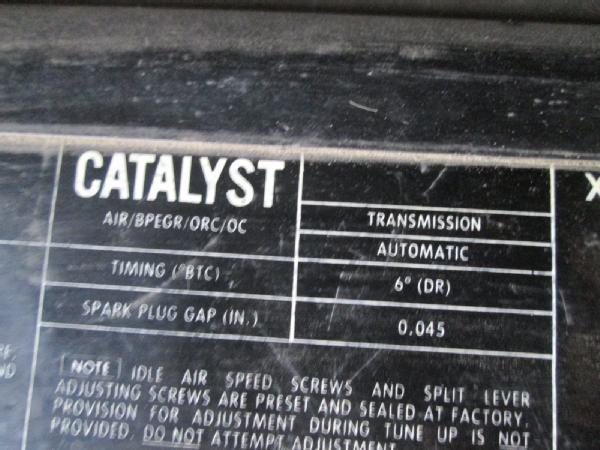 CATALYST
AIR/BPEGR/ORC/OC
TRANSMISSION
AUTOMATIC
TIMING (°BTC) 6° (DR)
SPARK PLUG GAP (IN.) 0.045
[NOTE] IDLE AIR SPEED SCREWS AND SPLIT LEVER
ADJUSTING SCREWS ARE PRESET AND SEALED AT FACTORY.
PROVISION FOR ADJUSTMENT DURING TUNE UP IS NOT
PROVIDED. DO NOT ATTEMPT ADJUSTMENT